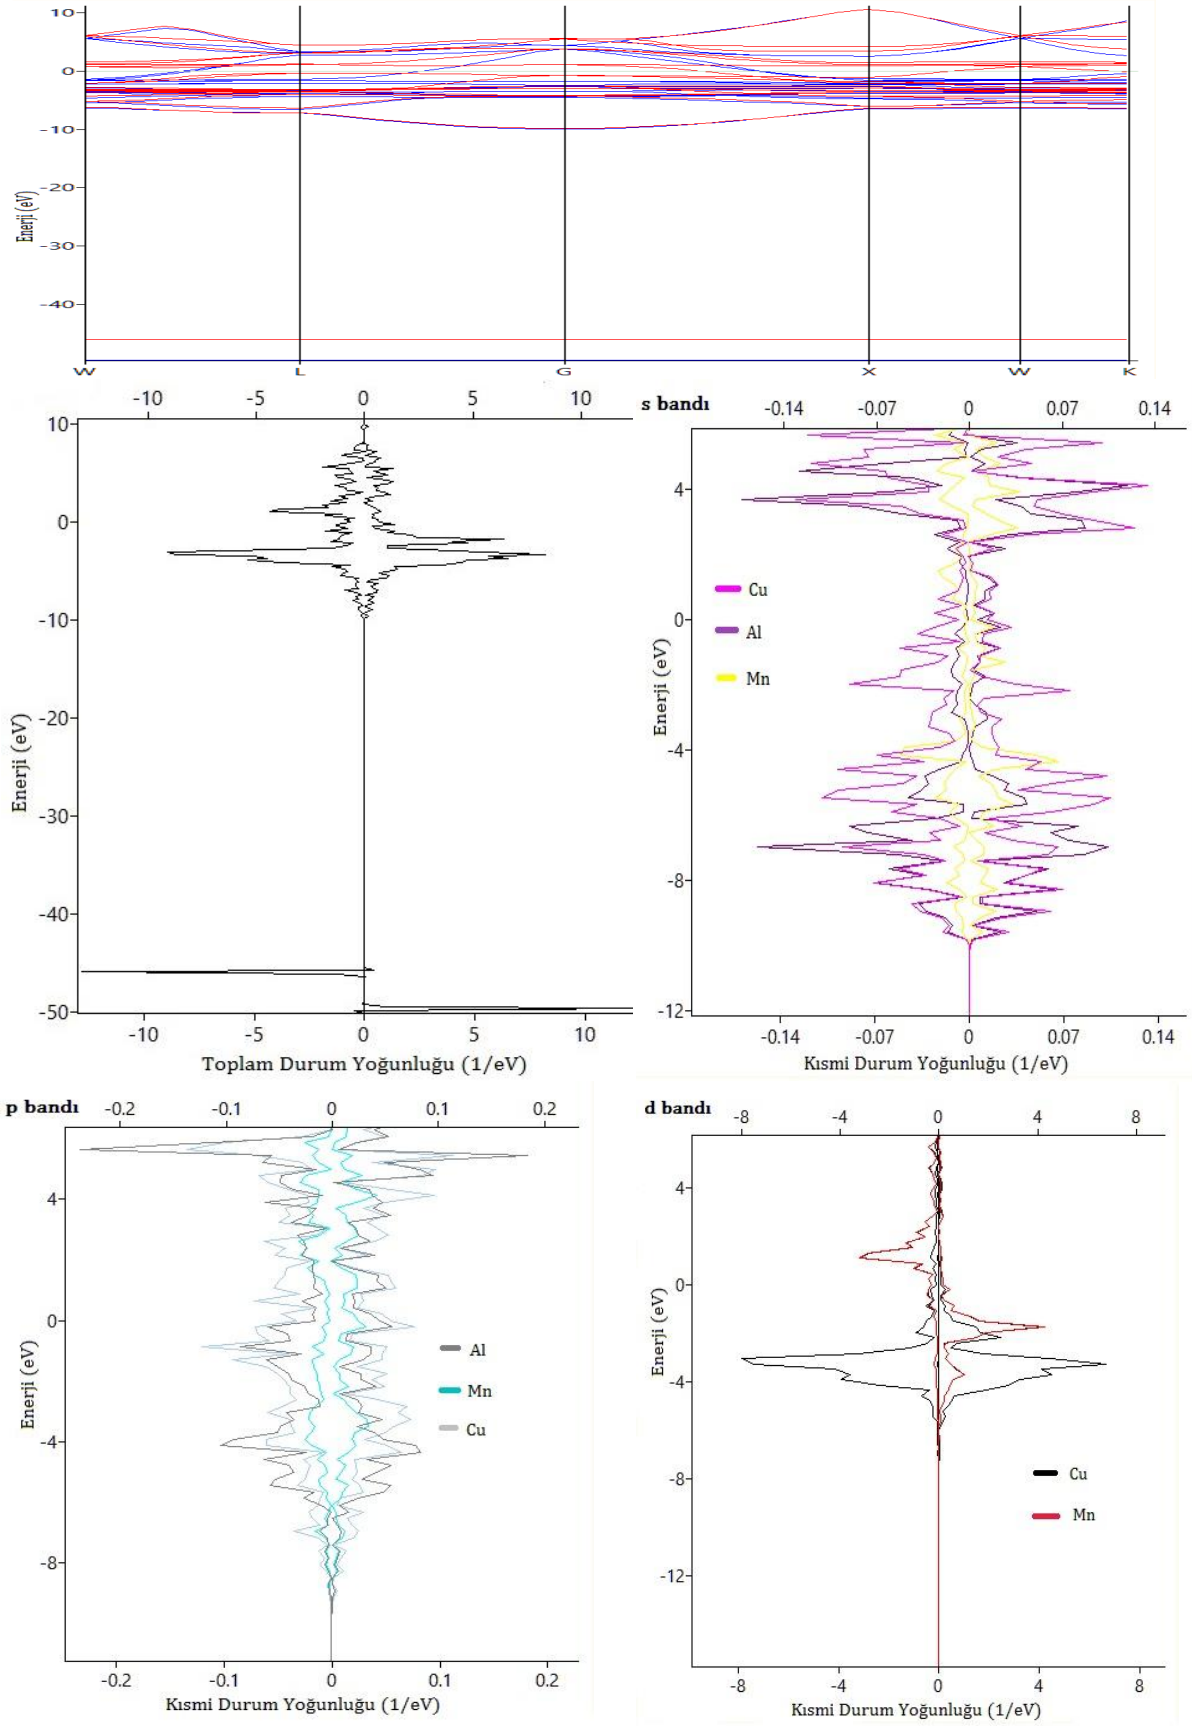 10
0
-10
-20
-30
-40
Enerji (eV)
W L G X W K
-10 -5 0 5 10
10
0
-10
-20
-30
-40
-50
Enerji (eV)
-10 -5 0 5 10
Toplam Durum Yoğunluğu (1/eV)
s bandı -0.14 -0.07 0 0.07 0.14
4
0
-4
-8
-12
Enerji (eV)
Cu
Al
Mn
-0.14 -0.07 0 0.07 0.14
Kısmi Durum Yoğunluğu (1/eV)
p bandı -0.2 -0.1 0 0.1 0.2
4
0
-4
-8
Enerji (eV)
Al
Mn
Cu
-0.2 -0.1 0 0.1 0.2
Kısmi Durum Yoğunluğu (1/eV)
d bandı -8 -4 0 4 8
4
0
-4
-8
-12
Enerji (eV)
Cu
Mn
-8 -4 0 4 8
Kısmi Durum Yoğunluğu (1/eV)